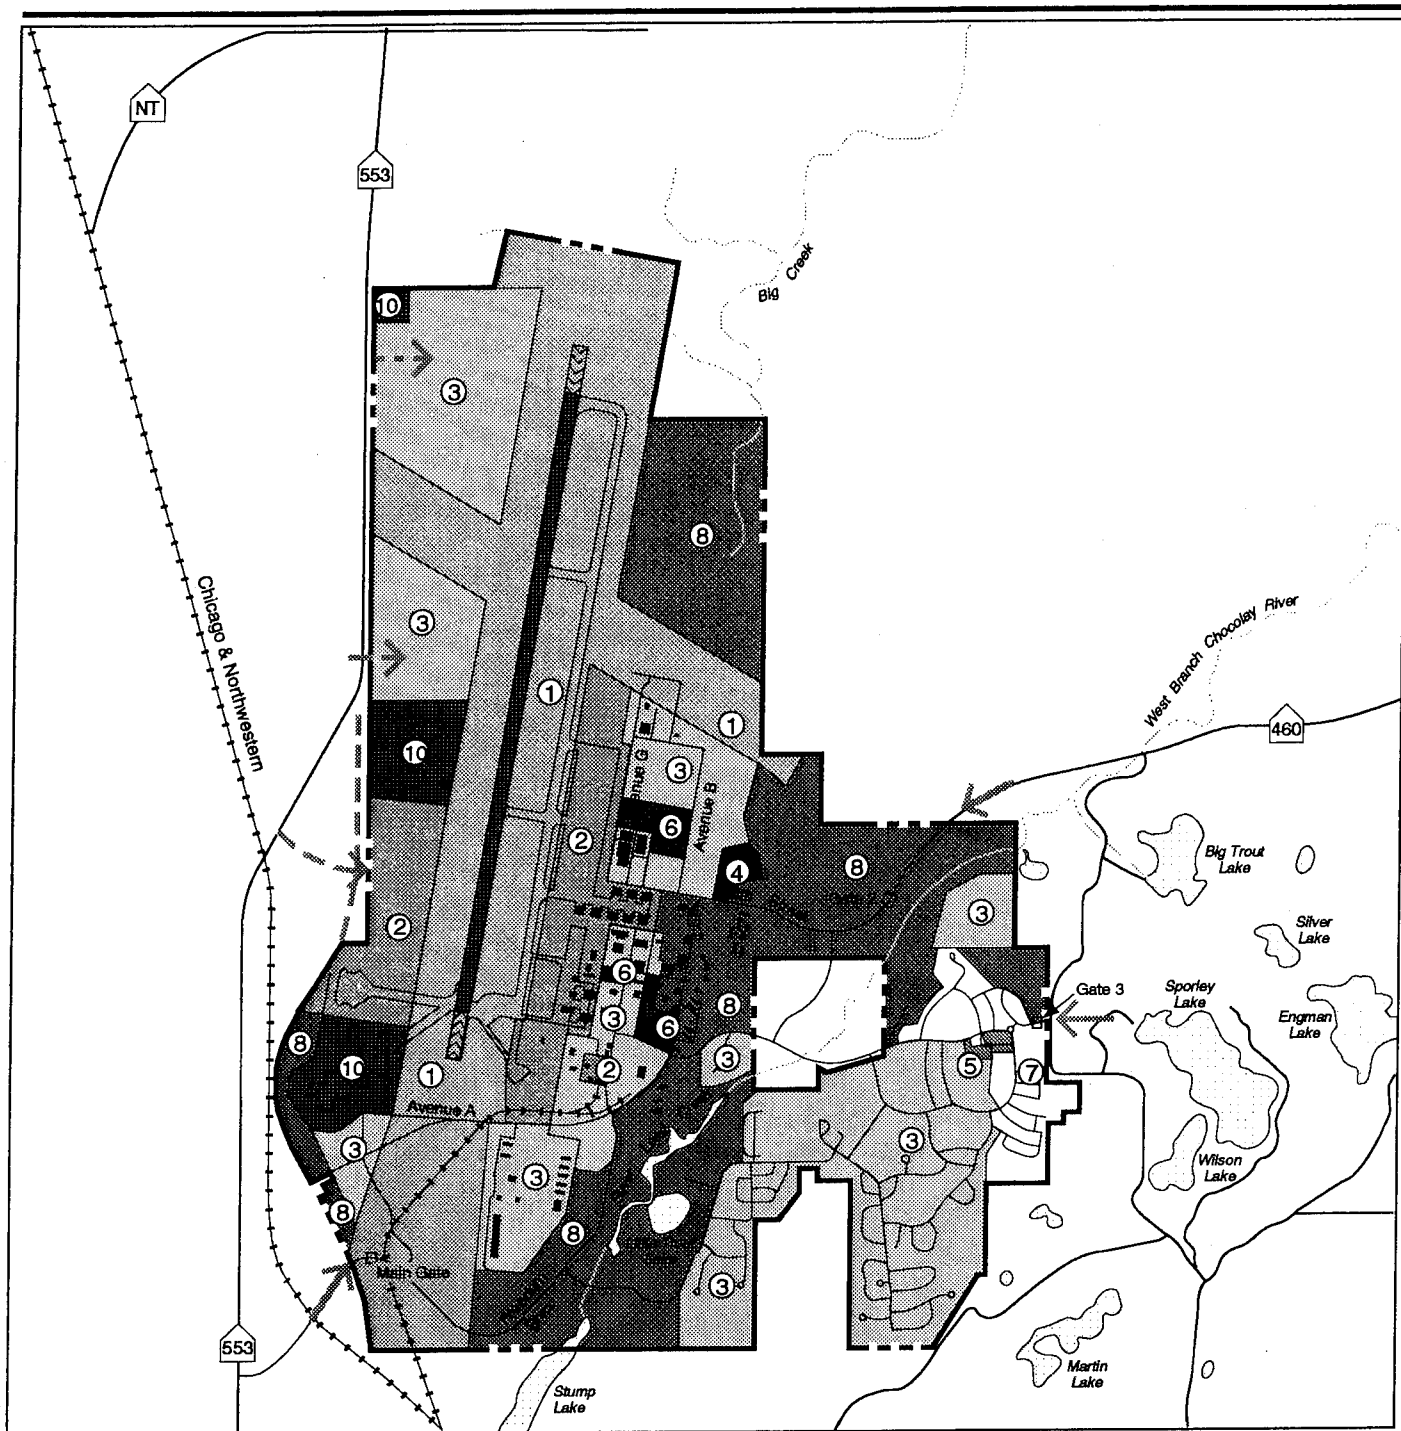 NT
553
Big Creek
10
3
8
Chicago & Northwestern
3
West Branch Chocolay River
1
1
460
10
3
Avenue B
6
2
Big Trout
Lake
4
8
3
2
Silver
Lake
6
Gate 3
Sporley
Lake
8
3
Engman
Lake
6
8
3
10
1
2
5
7
Avenue A
3
3
Wilson
Lake
3
8
8
Main Gate
3
553
Martin
Lake
Stump
Lake